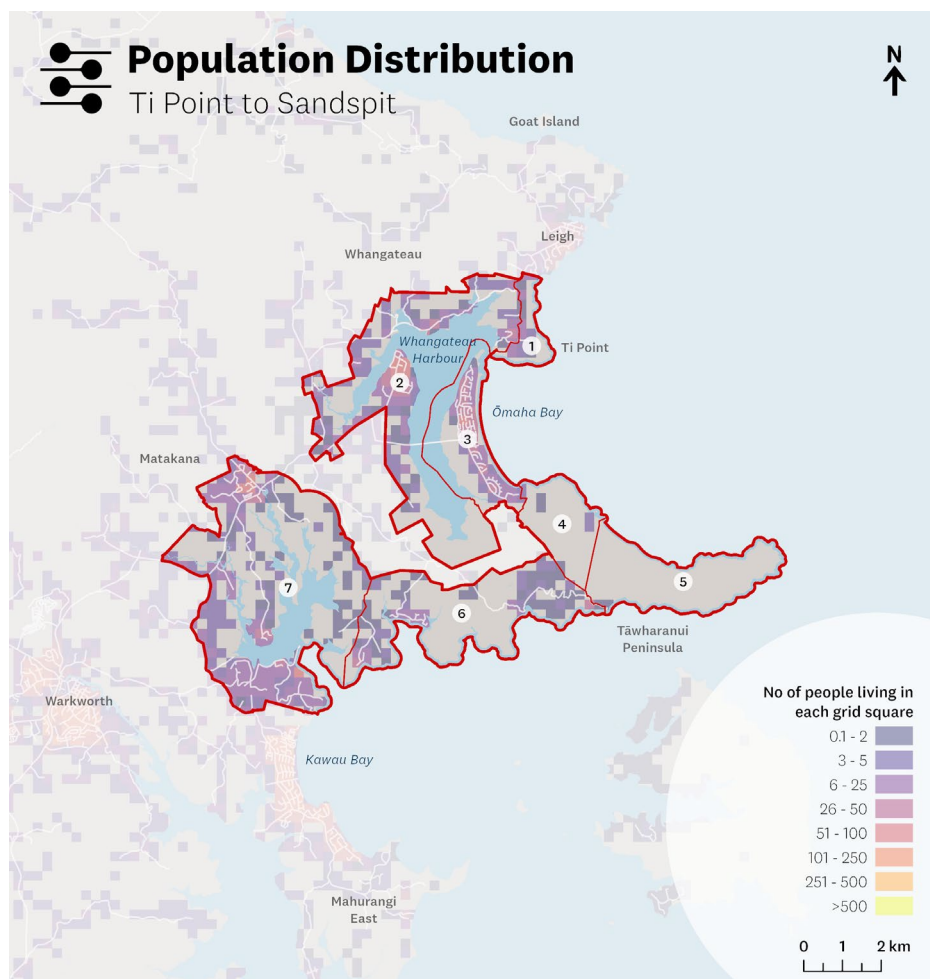 Population Distribution
Ti Point to Sandspit
N
Goat Island
Leigh
Whangateau
Whangateau
Harbour
1
Ti Point
2
Ōmaha Bay
3
Matakana
4
5
7
6
Tāwharanui
Peninsula
Warkworth
Kawau Bay
Mahurangi
East
No of people living in
each grid square
0.1 - 2
3 - 5
6 - 25
26 - 50
51 - 100
101 - 250
251 - 500
>500
0 1 2 km